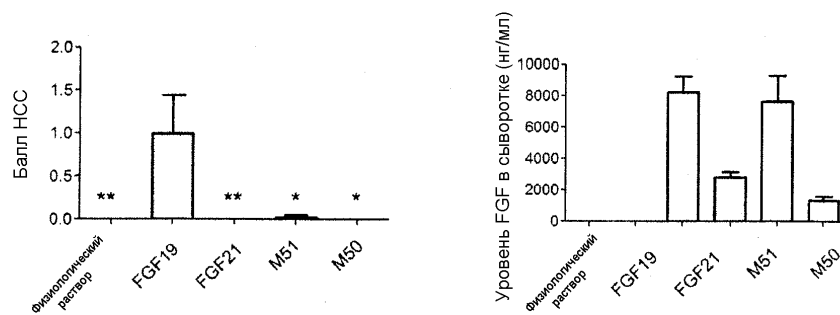 Балл HCC
2.0
1.5
1.0
0.5
0.0
**
**
*
*
Физиологический
раствор
FGF19
FGF21
M51
M50
Уровень FGF в сыворотке (нг/мл)
10000
8000
6000
4000
2000
0
Физиологический
раствор
FGF19
FGF21
M51
M50